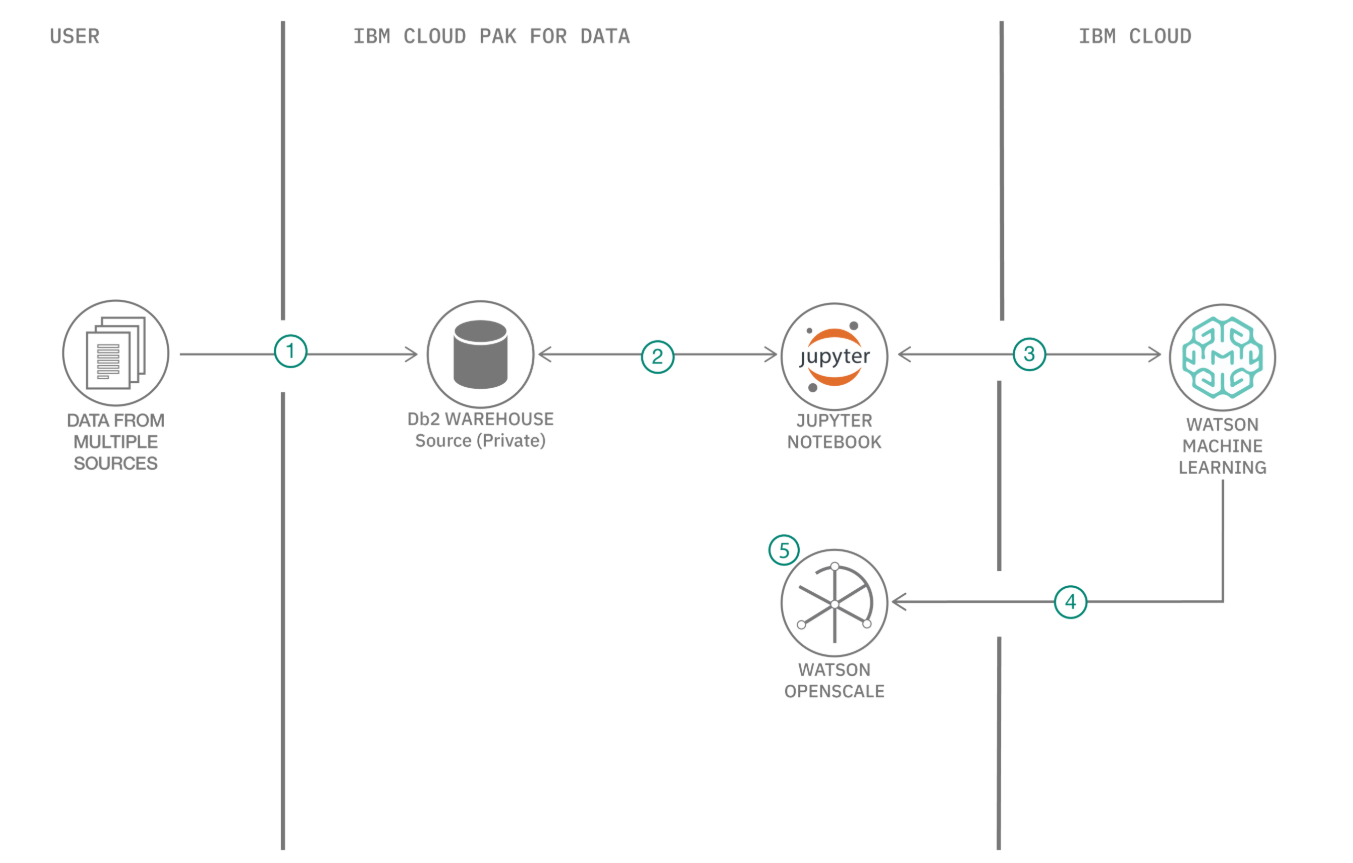 USER
IBM CLOUD PAK FOR DATA
IBM CLOUD
1
2
3
jupyter
DATA FROM
MULTIPLE
SOURCES
Db2 WAREHOUSE
Source (Private)
JUPYTER
NOTEBOOK
WATSON
MACHINE
LEARNING
5
4
WATSON
OPENSCALE